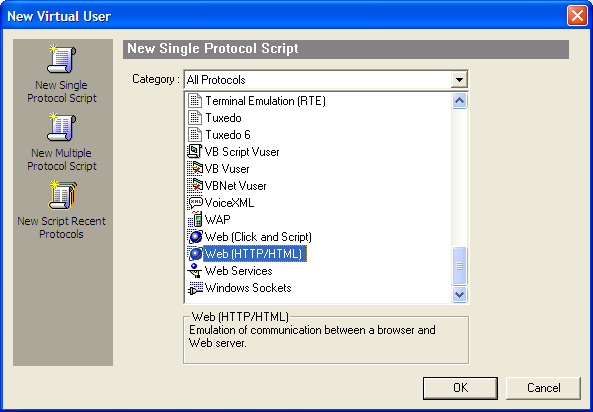 New Virtual User
New Single
Protocol Script
New Multiple
Protocol Script
New Script Recent
Protocols
New Single Protocol Script
Category : All Protocols
Terminal Emulation (RTE)
Tuxedo
Tuxedo 6
VB Script Vuser
VB Vuser
VBNet Vuser
VoiceXML
WAP
Web (Click and Script)
Web (HTTP/HTML)
Web Services
Windows Sockets
Web (HTTP/HTML)
Emulation of communication between a browser and
Web server.
OK Cancel